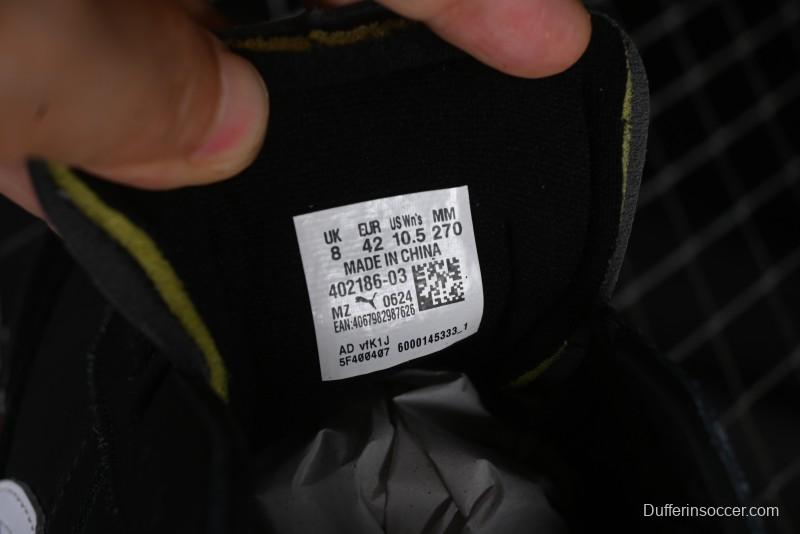 UK EUR US Wn's MM
8 42 10.5 270
MADE IN CHINA
402186-03
MZ 0624
EAN:4067982987626
AD vfK1J
5F400407 6000145333_1
Dufferinsoccer.com